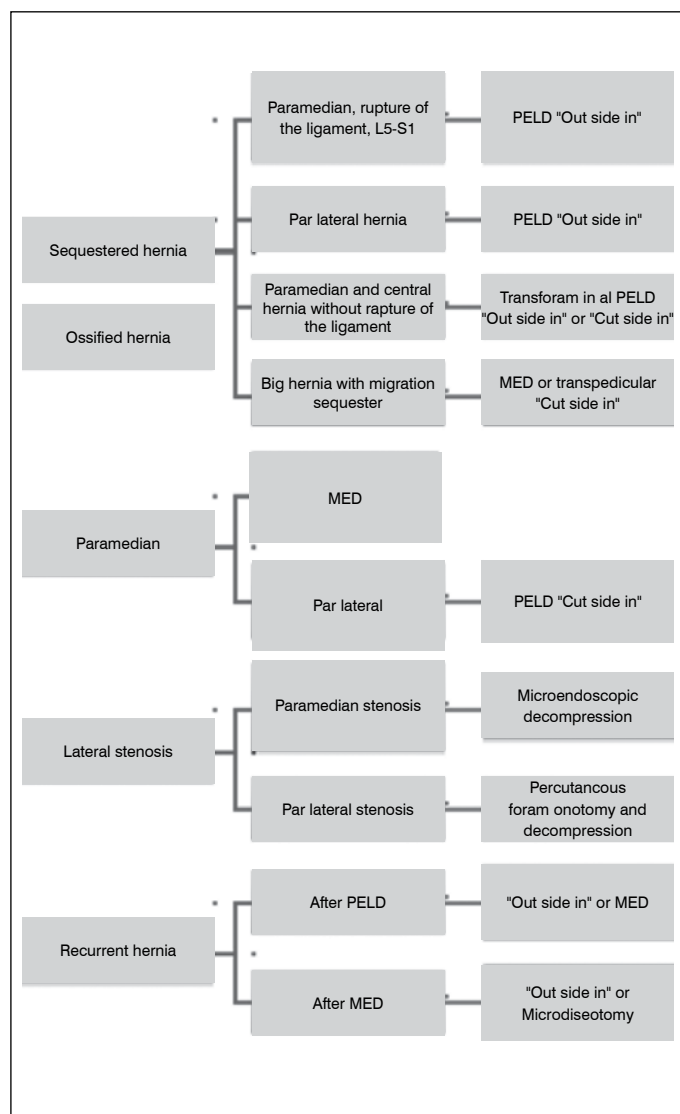 Paramedian, rupture of
the ligament, L5-S1
PELD "Out side in"
Par lateral hernia
PELD "Out side in"
Sequestered hernia
Paramedian and central
hernia without rapture of
the ligament
Transforam in al PELD
"Out side in" or "Cut side in"
Ossified hernia
Big hernia with migration
sequester
MED or transpedicular
"Cut side in"
MED
Paramedian
Par lateral
PELD "Cut side in"
Paramedian stenosis
Microendoscopic
decompression
Lateral stenosis
Par lateral stenosis
Percutancous
foram onotomy and
decompression
After PELD
"Out side in" or MED
Recurrent hernia
After MED
"Out side in" or
Microdiseotomy